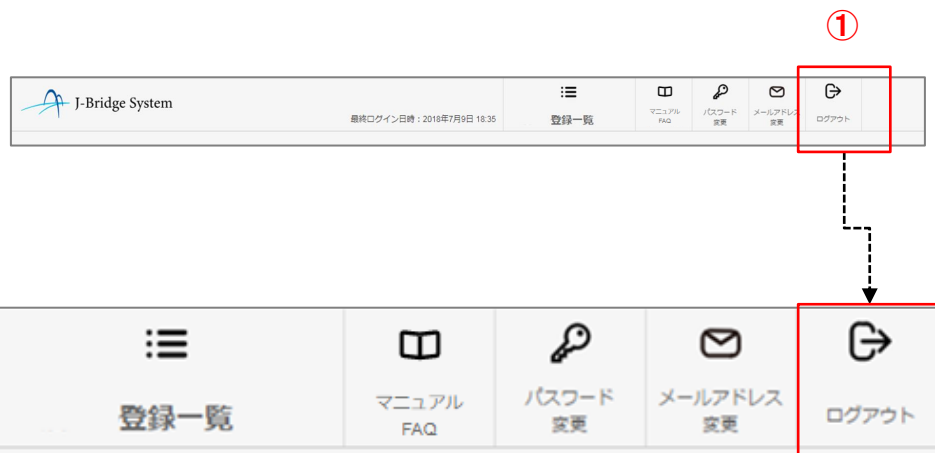 ①
J-Bridge System
最終ログイン日時：2018年7月9日 18:35
登録一覧
マニュアル
FAQ
パスワード
変更
メールアドレス
変更
ログアウト
登録一覧
マニュアル
FAQ
パスワード
変更
メールアドレス
変更
ログアウト